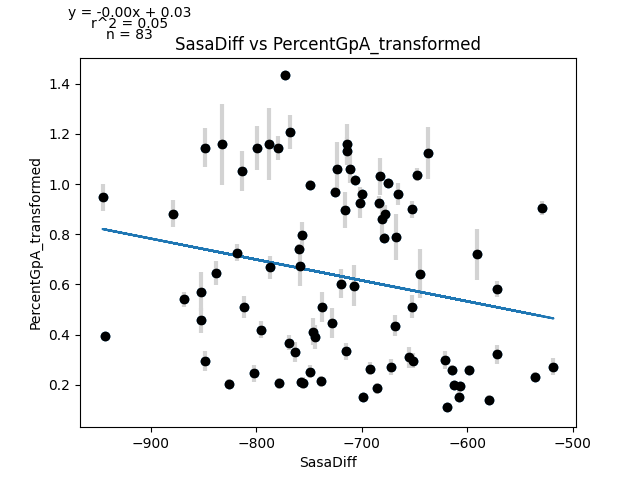 y = -0.00x + 0.03
r^2 = 0.05
n = 83
SasaDiff vs PercentGpA_transformed
1.4
1.2
1.0
0.8
0.6
0.4
0.2
PercentGpA_transformed
−900
−800
−700
−600
−500
SasaDiff